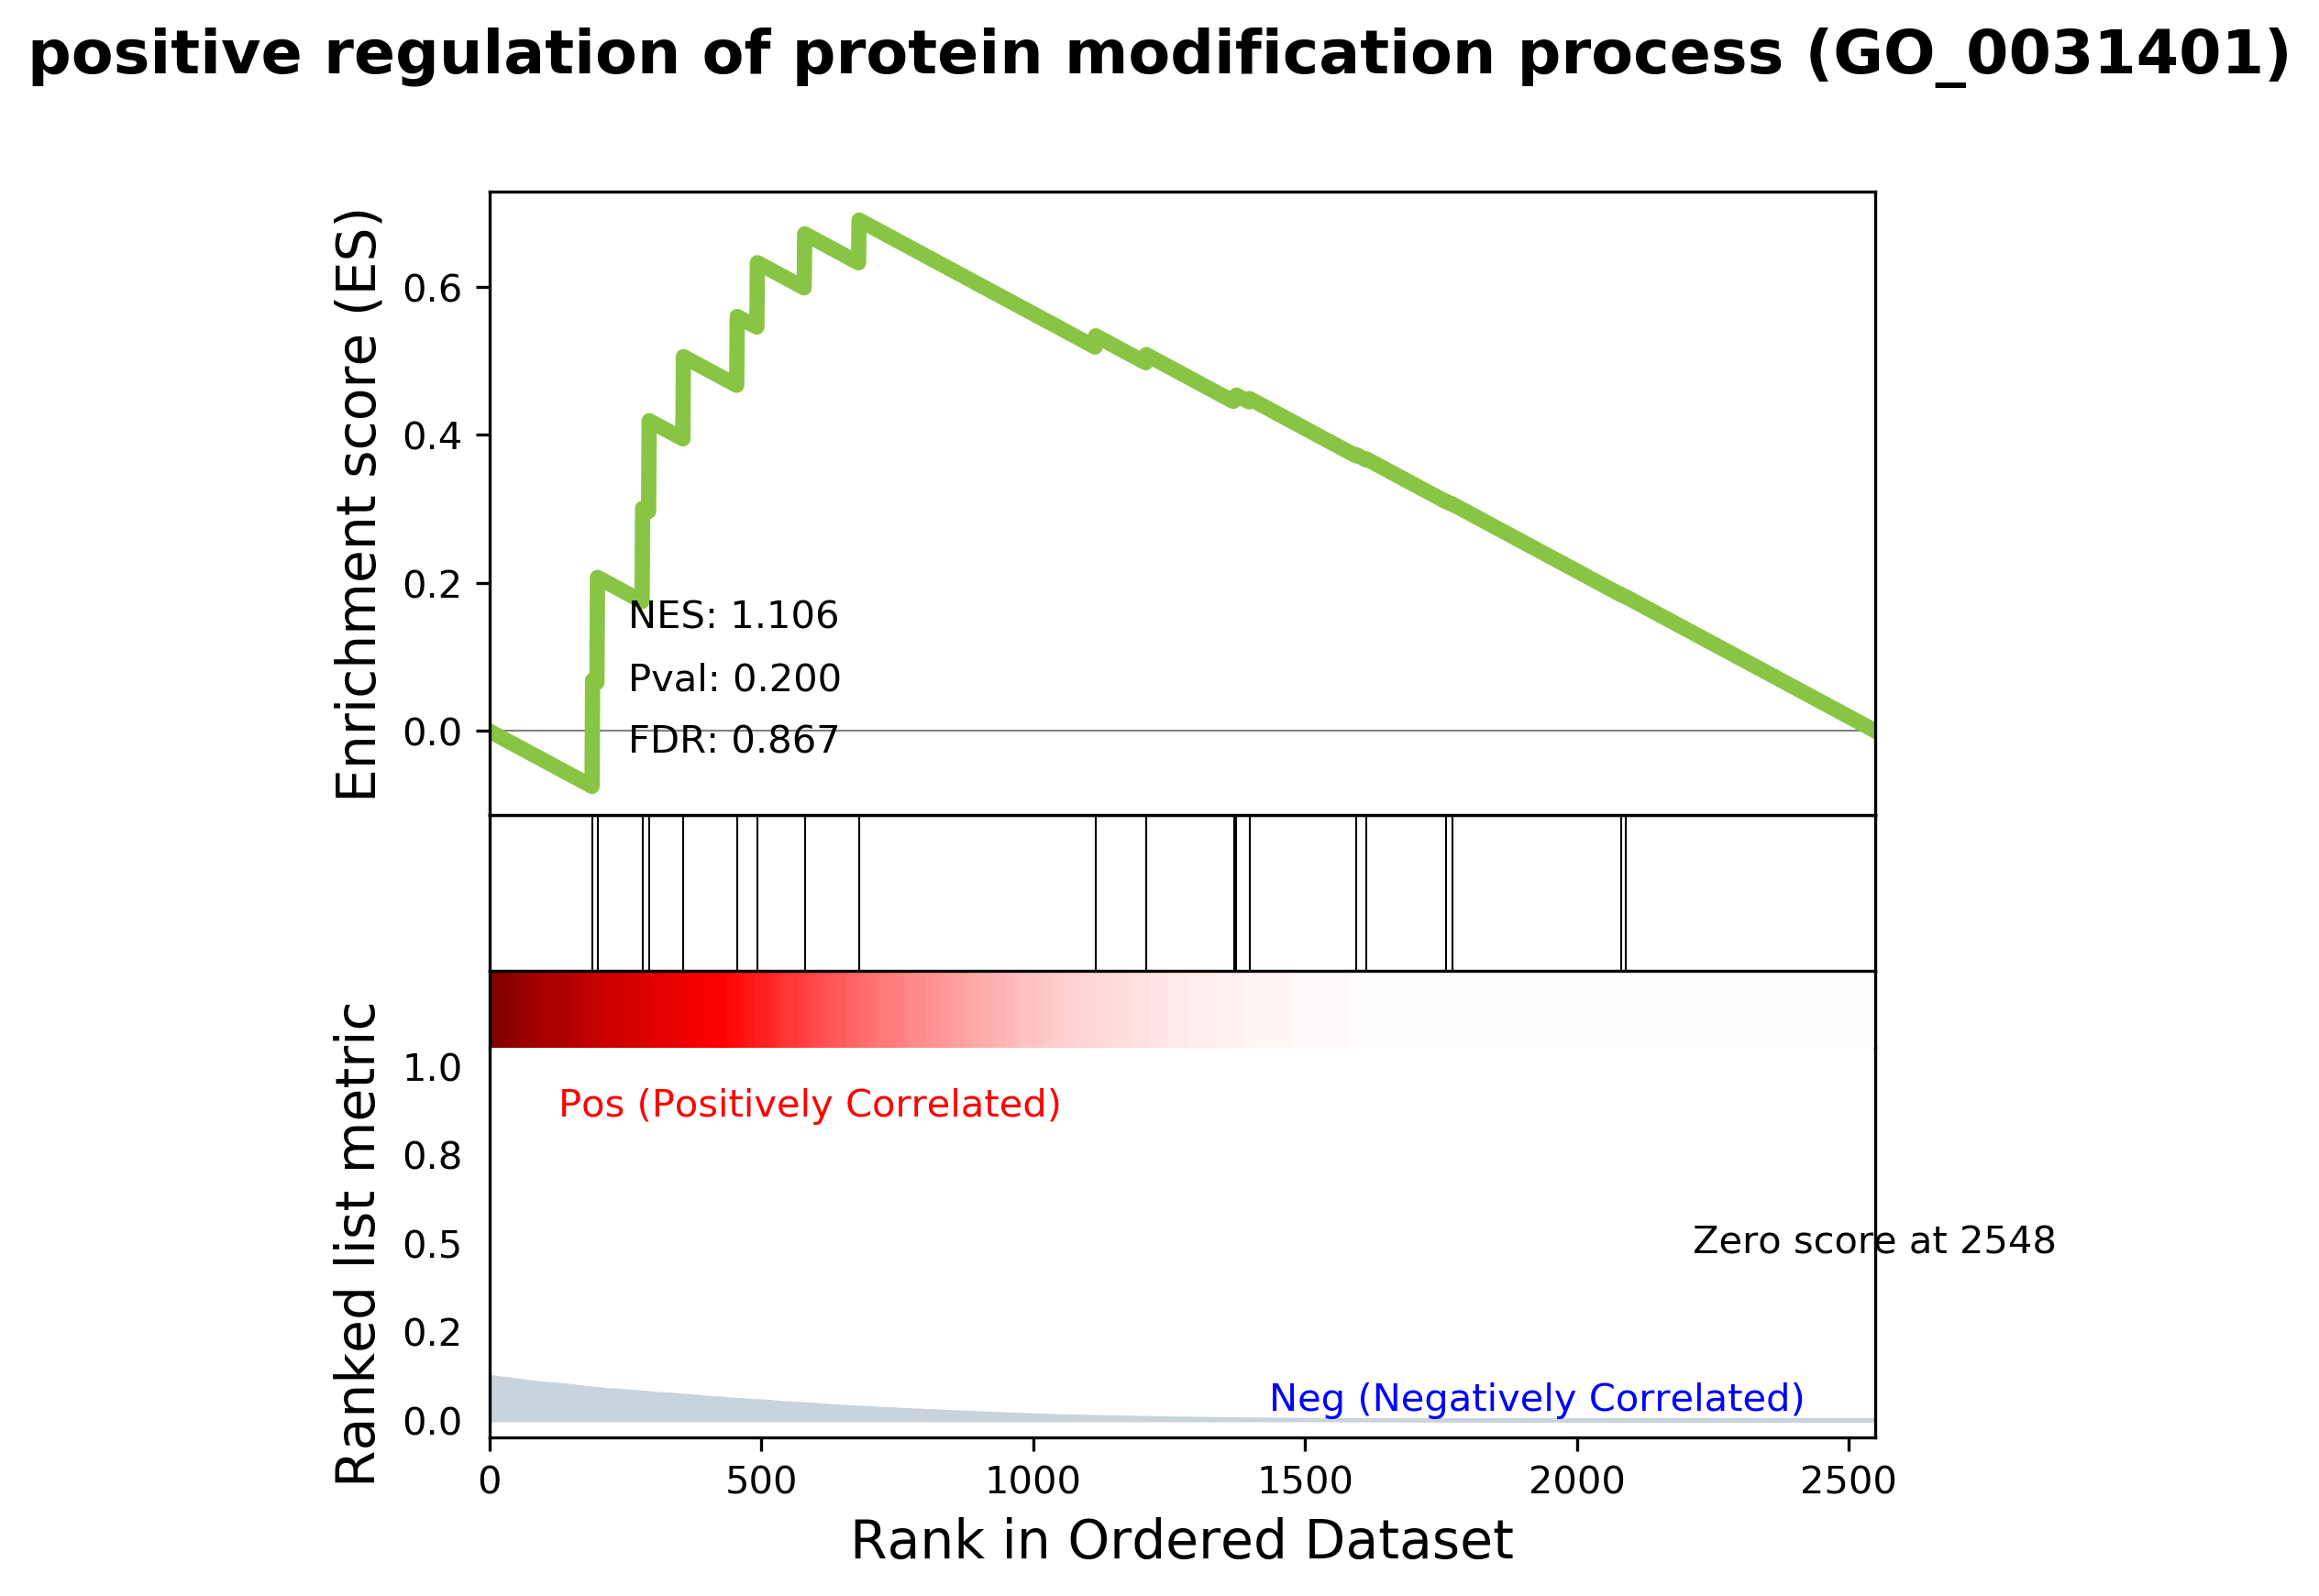 positive regulation of protein modification process (GO_0031401)
Enrichment score (ES)
0.6
0.4
0.2
0.0
NES: 1.106
Pval: 0.200
FDR: 0.867
Ranked list metric
1.0
0.8
0.5
0.2
0.0
Pos (Positively Correlated)
Zero score at 2548
Neg (Negatively Correlated)
0 500 1000 1500 2000 2500
Rank in Ordered Dataset